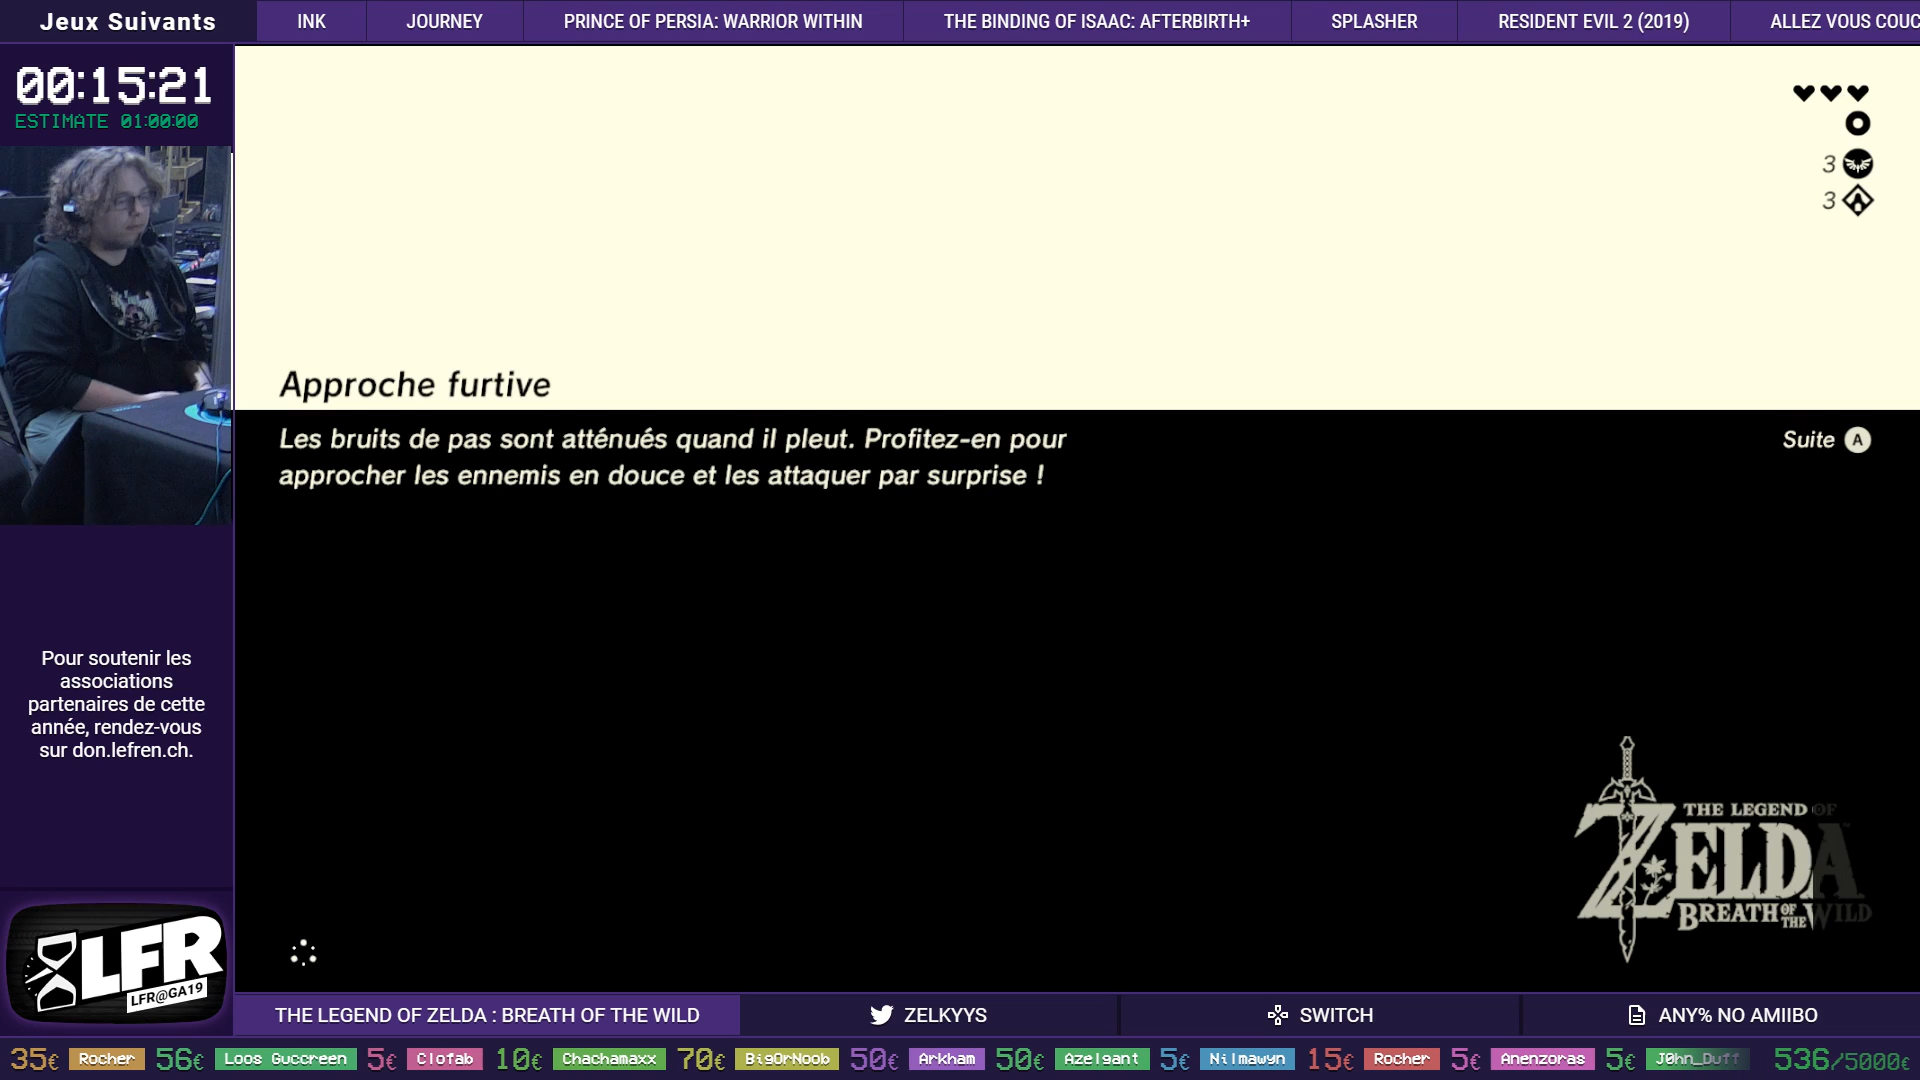 Jeux Suivants
INK
JOURNEY
PRINCE OF PERSIA: WARRIOR WITHIN
THE BINDING OF ISAAC: AFTERBIRTH+
SPLASHER
RESIDENT EVIL 2 (2019)
ALLEZ VOUS COUC
00:15:21
ESTIMATE 01:00:00
3
3
Approche furtive
Les bruits de pas sont atténués quand il pleut. Profitez-en pour
approcher les ennemis en douce et les attaquer par surprise !
Suite A
Pour soutenir les
associations
partenaires de cette
année, rendez-vous
sur don.lefren.ch.
THE LEGEND OF
ZELDA
BREATH OF THE WILD
LFR
LFR@GA19
THE LEGEND OF ZELDA : BREATH OF THE WILD
ZELKYYS
SWITCH
ANY% NO AMIIBO
35€ Rocher 56€ Loos Guccreen 5€ Clofab 10€ Chachamaxx 70€ BigOrNoob 50€ Arkham 50€ Azelgant 5€ Nilmawyn 15€ Rocher 5€ Anenzoras 5€ J0hn_Duff 536/5000€